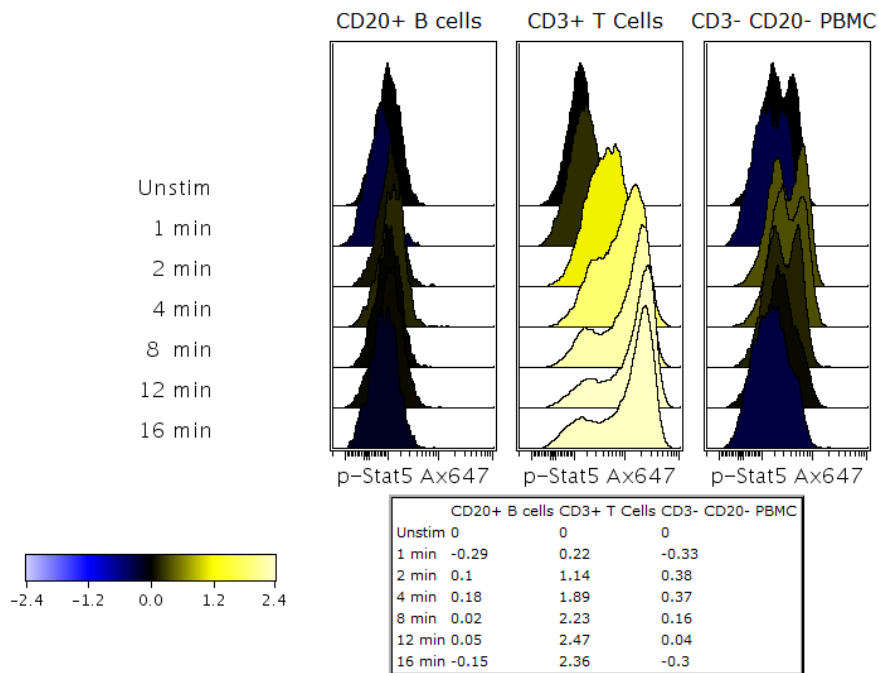 CD20+ B cells CD3+ T Cells CD3- CD20- PBMC
Unstim
1 min
2 min
4 min
8 min
12 min
16 min
p-Stat5 Ax647 p-Stat5 Ax647 p-Stat5 Ax647
CD20+ B cells CD3+ T Cells CD3- CD20- PBMC
Unstim 0 0 0
1 min -0.29 0.22 -0.33
2 min 0.1 1.14 0.38
4 min 0.18 1.89 0.37
8 min 0.02 2.23 0.16
12 min 0.05 2.47 0.04
16 min -0.15 2.36 -0.3
-2.4 -1.2 0.0 1.2 2.4